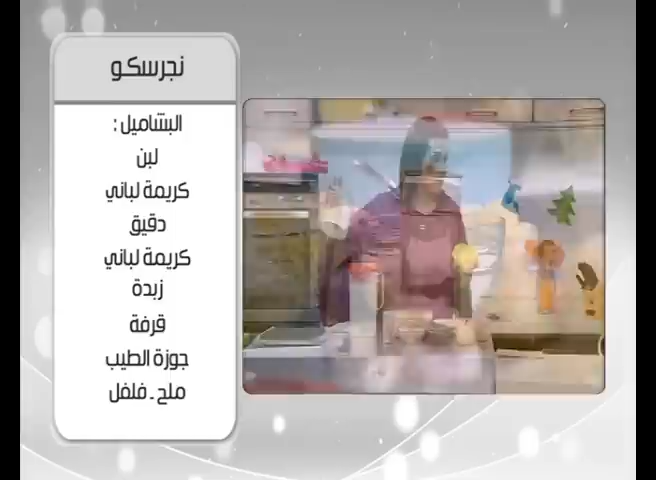 نجرسكو
البشاميل :
لبن
كريمة لباني
دقيق
كريمة لباني
زبدة
قرفة
جوزة الطيب
ملح - فلفل